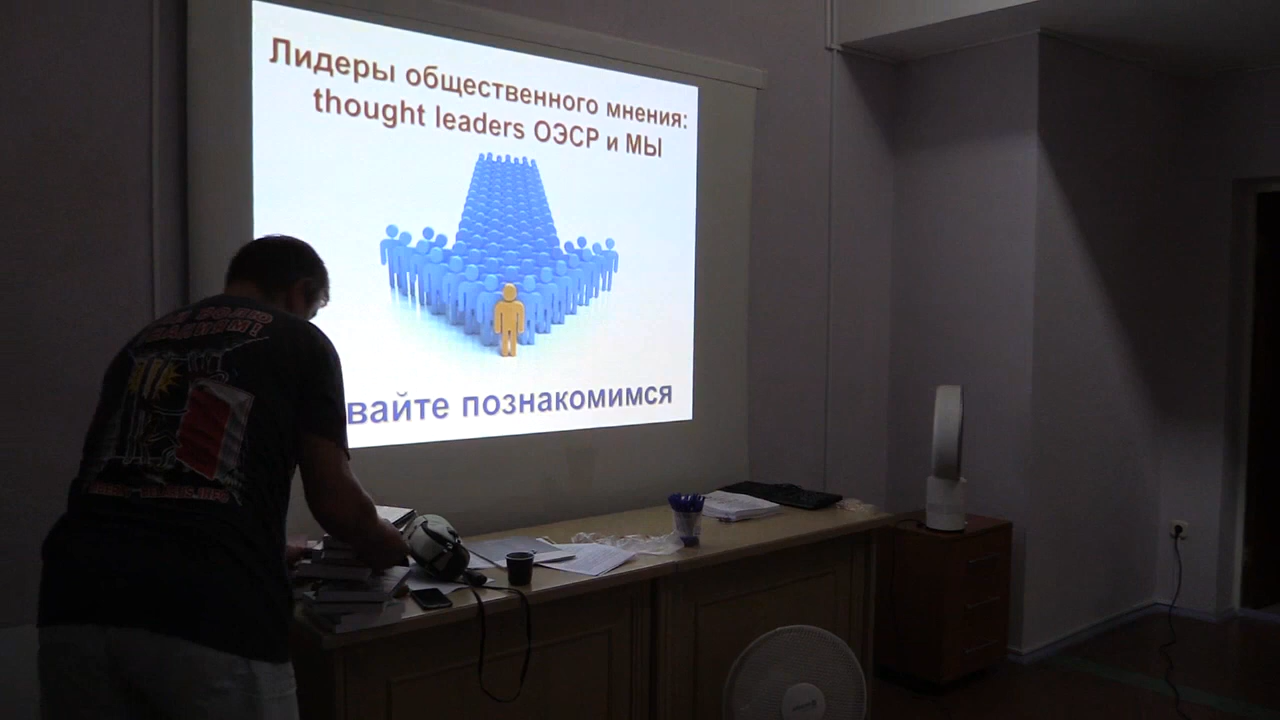 Лидеры общественного мнения:
thought leaders ОЭСР и МЫ
вайте познакомимся